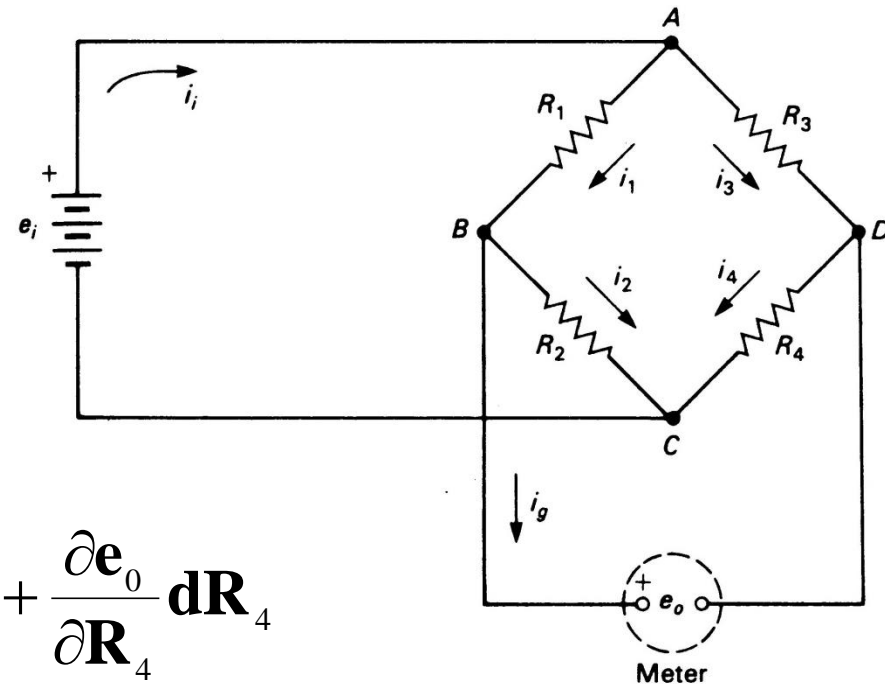 A
i_i
R_1
R_3
i_1
i_3
+
e_i
B
D
i_2
i_4
R_2
R_4
C
i_g
+ ∂e_0/∂R_4 dR_4
+
e_o
Meter